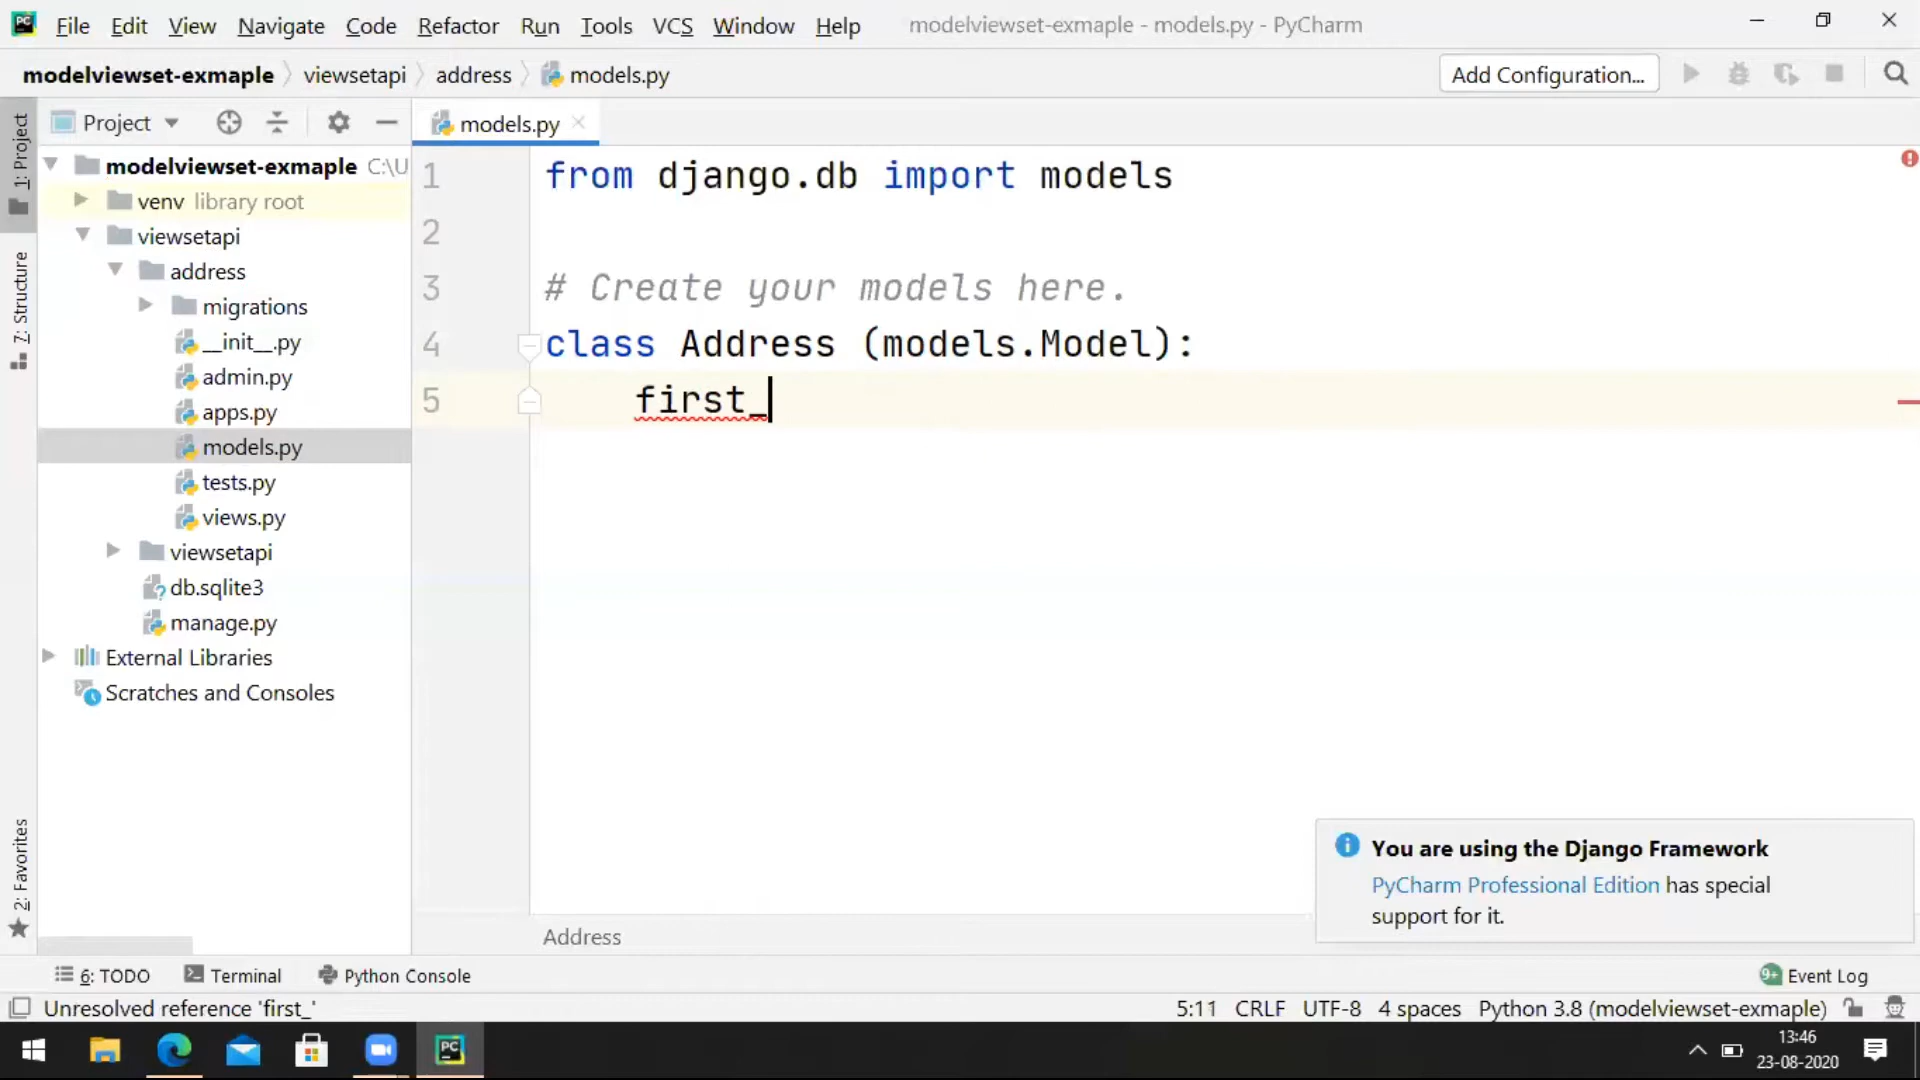 File Edit View Navigate Code Refactor Run Tools VCS Window Help modelviewset-exmaple - models.py - PyCharm
modelviewset-exmaple viewsetapi address models.py Add Configuration...
1: Project
7: Structure
2: Favorites
Project
modelviewset-exmaple C:\U
venv library root
viewsetapi
address
migrations
__init__.py
admin.py
apps.py
models.py
tests.py
views.py
viewsetapi
db.sqlite3
manage.py
External Libraries
Scratches and Consoles
models.py
1 from django.db import models
2
3 # Create your models here.
4 class Address (models.Model):
5 first_
You are using the Django Framework
PyCharm Professional Edition has special
support for it.
Address
6: TODO Terminal Python Console 9+ Event Log
Unresolved reference 'first_' 5:11 CRLF UTF-8 4 spaces Python 3.8 (modelviewset-exmaple)
PC
13:46
23-08-2020